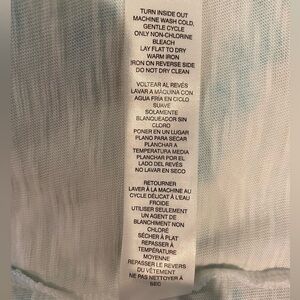 TURN INSIDE OUT
MACHINE WASH COLD,
GENTLE CYCLE
ONLY NON-CHLORINE
BLEACH
LAY FLAT TO DRY
WARM IRON
IRON ON REVERSE SIDE
DO NOT DRY CLEAN
VOLTEAR AL REVÉS
LAVAR A MÁQUINA CON
AGUA FRIA EN CICLO
SUAVE
SOLAMENTE
BLANQUEADOR SIN
CLORO
PONER EN UN LUGAR
PLANO PARA SECAR
PLANCHAR A
TEMPERATURA MEDIA
PLANCHAR POR EL
LADO DEL REVÉS
NO LAVAR EN SECO
RETOURNER
LAVER À LA MACHINE AU
CYCLE DÉLICAT À L'EAU
FROIDE
UTILISER SEULEMENT
UN AGENT DE
BLANCHIMENT NON
CHLORÉ
SÉCHER À PLAT
REPASSER À
TEMPÉRATURE
MOYENNE
REPASSER LE REVERS
DU VÊTEMENT
NE PAS NETTOYER À
SEC